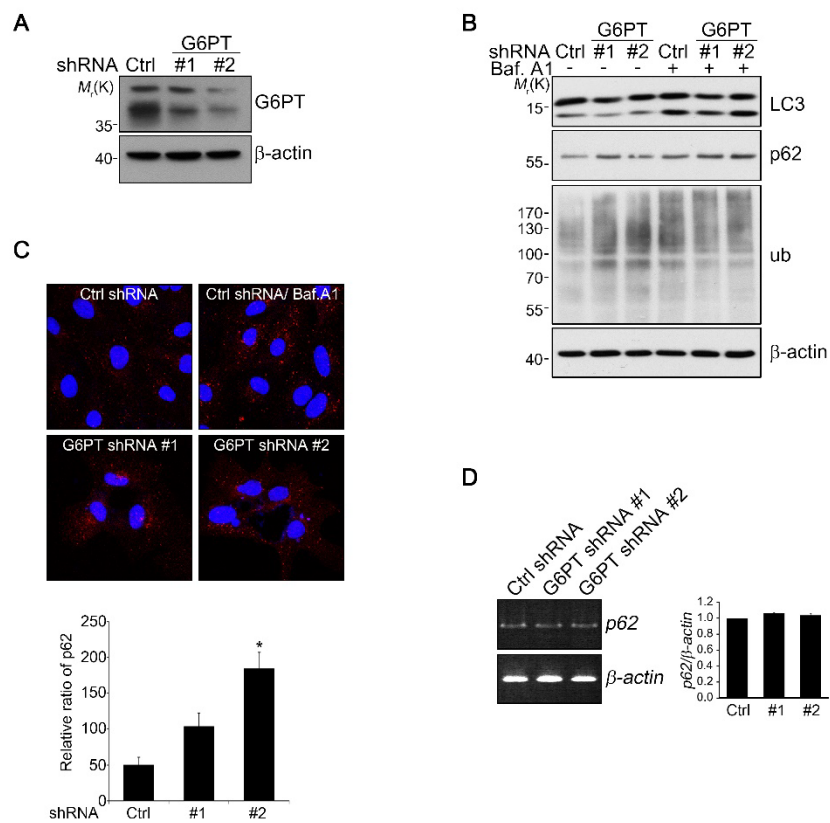 A
G6PT
shRNA Ctrl #1 #2
Mr(K)
G6PT
35-
40-
β-actin
B
G6PT G6PT
shRNA Ctrl #1 #2 Ctrl #1 #2
Baf. A1 - - - + + +
Mr(K)
15-
LC3
55-
p62
170-
130-
100-
70-
55-
ub
40-
β-actin
C
Ctrl shRNA Ctrl shRNA/ Baf.A1
G6PT shRNA #1 G6PT shRNA #2
Relative ratio of p62
250
200
150
100
50
0
*
shRNA Ctrl #1 #2
D
Ctrl shRNA
G6PT shRNA #1
G6PT shRNA #2
p62
β-actin
p62/β-actin
1.2
1.0
0.8
0.6
0.4
0.2
0.0
Ctrl #1 #2